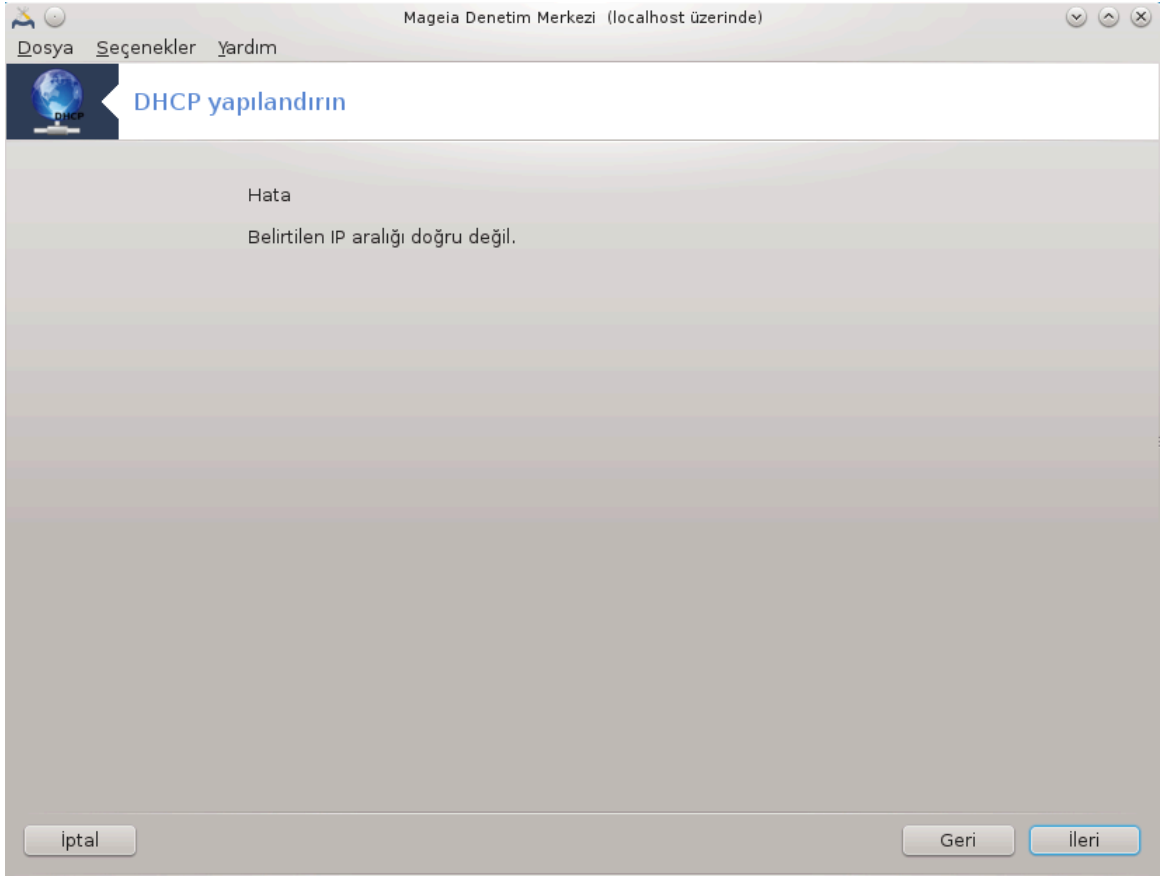 Mageia Denetim Merkezi (localhost üzerinde)
Dosya Seçenekler Yardım
DHCP
DHCP yapılandırın
Hata
Belirtilen IP aralığı doğru değil.
İptal Geri İleri